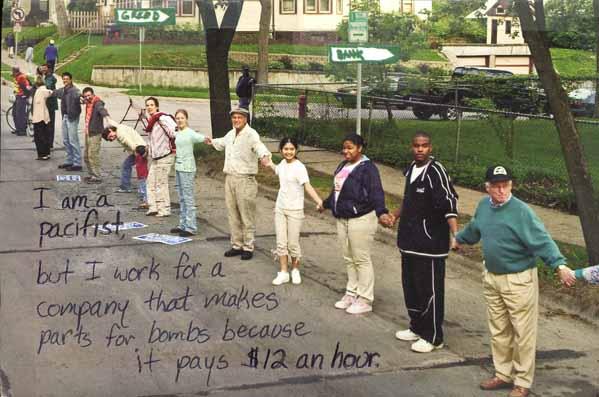 I am a
pacifist,
but I work for a
company that makes
parts for bombs because
it pays $12 an hour.